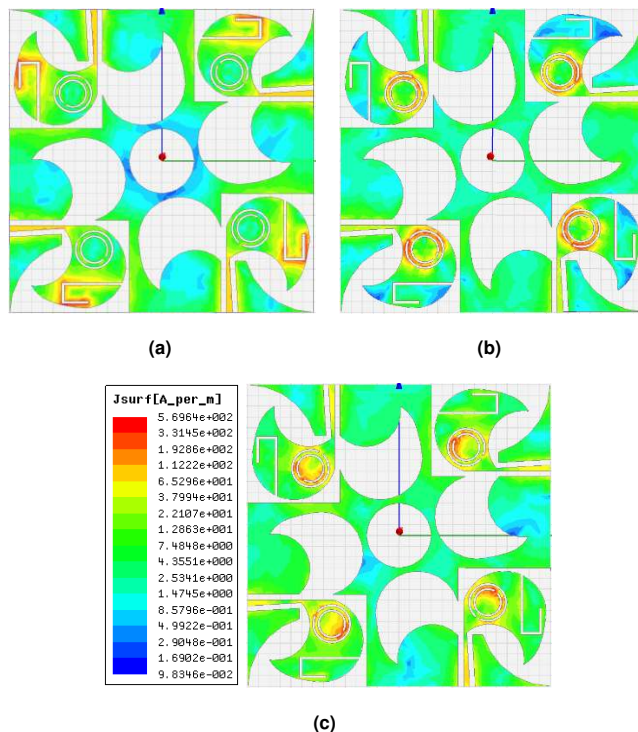 (a)
(b)
Jsurf[A_per_m]
5.6964e+002
3.3145e+002
1.9286e+002
1.1222e+002
6.5296e+001
3.7994e+001
2.2107e+001
1.2863e+001
7.4848e+000
4.3551e+000
2.5341e+000
1.4745e+000
8.5796e-001
4.9922e-001
2.9048e-001
1.6902e-001
9.8346e-002
(c)